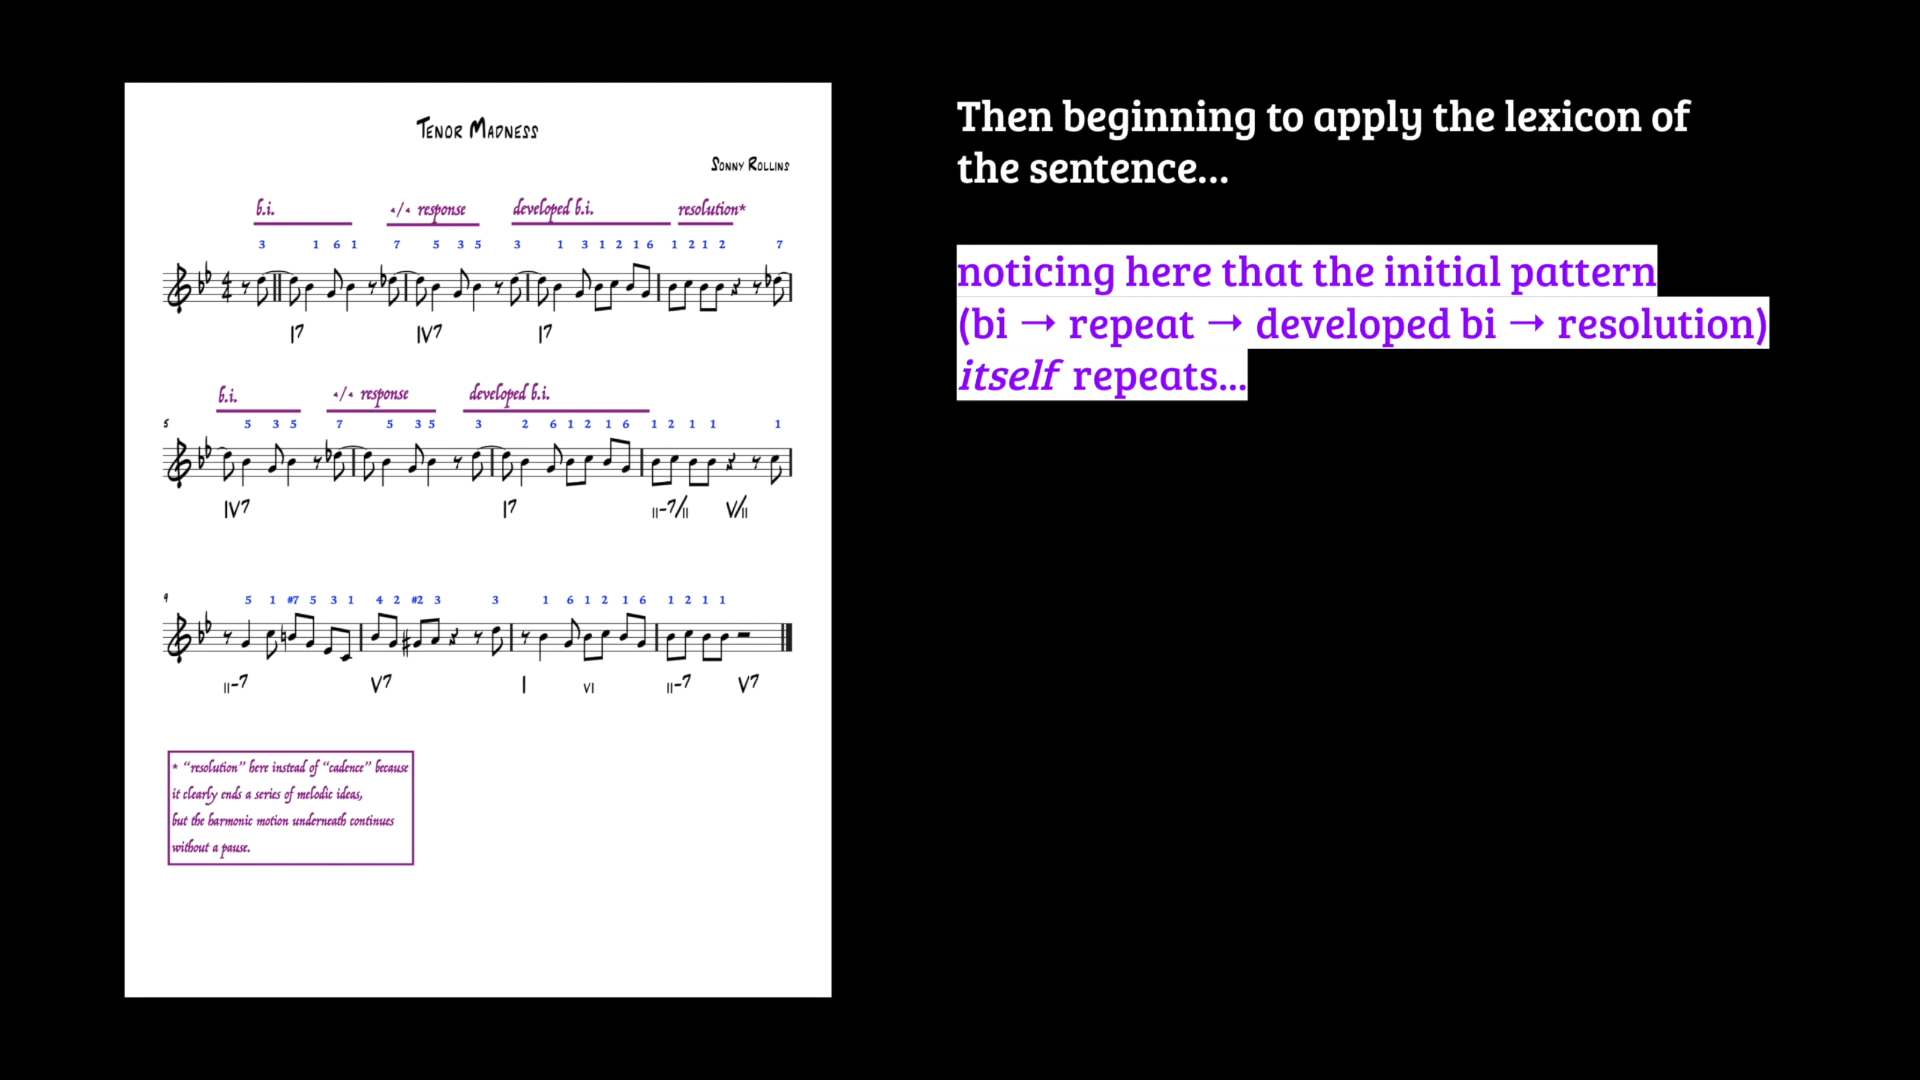 Tenor Madness
Sonny Rollins
b.i. </< response developed b.i. resolution*
3 1 6 1 7 5 3 5 3 1 3 1 2 1 6 1 2 1 2 7
4
4
I7 IV7 I7
b.i. </< response developed b.i.
5 5 3 5 7 5 3 5 3 2 6 1 2 1 6 1 2 1 1 1
IV7 I7 II-7/II V/II
9 5 1 #7 5 3 1 4 2 #2 3 3 1 6 1 2 1 6 1 2 1 1
II-7 V7 I VI II-7 V7
* “resolution” here instead of “cadence” because
it clearly ends a series of melodic ideas,
but the harmonic motion underneath continues
without a pause.
Then beginning to apply the lexicon of
the sentence...
noticing here that the initial pattern
(bi → repeat → developed bi → resolution)
itself repeats...